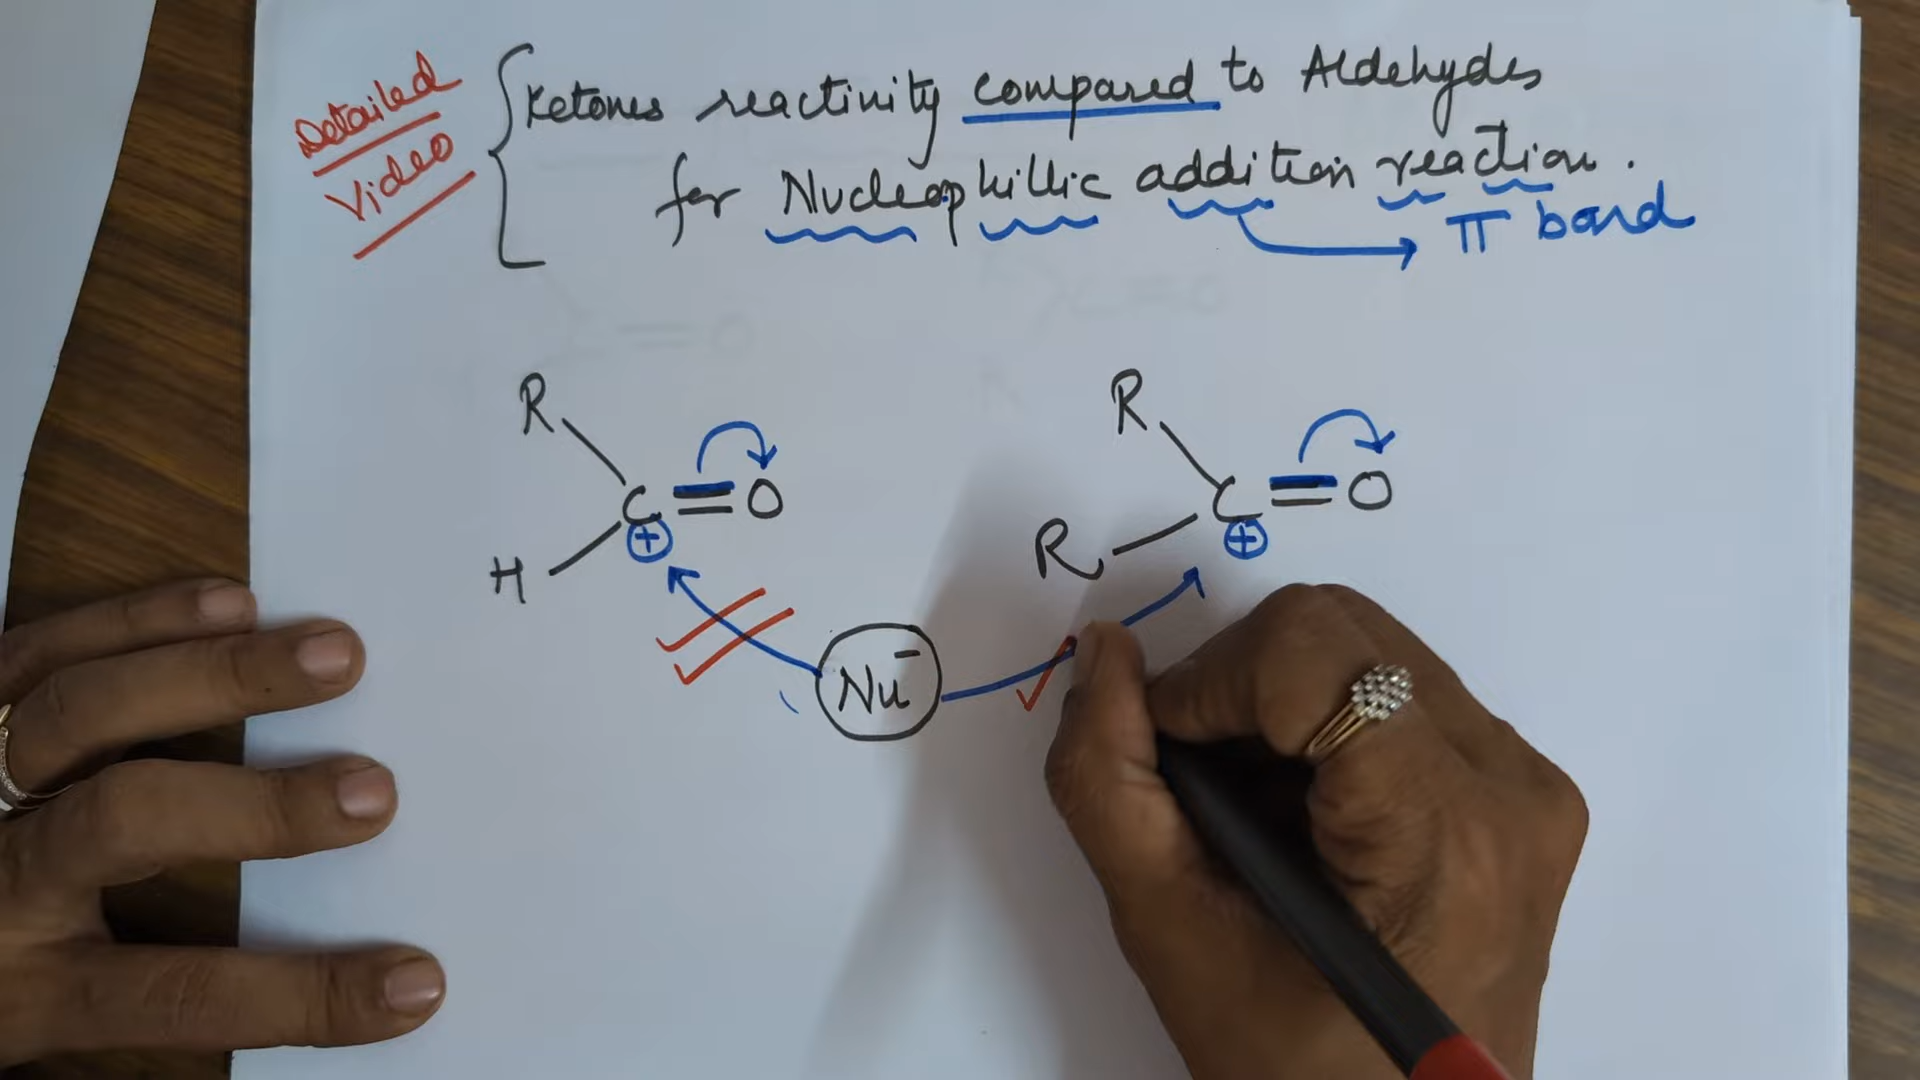 Detailed
Video
Ketones reactivity compared to Aldehydes
for Nucleophillic addition reaction.
π bond
R
C=O
+
H
R
C=O
+
R
Nu⁻